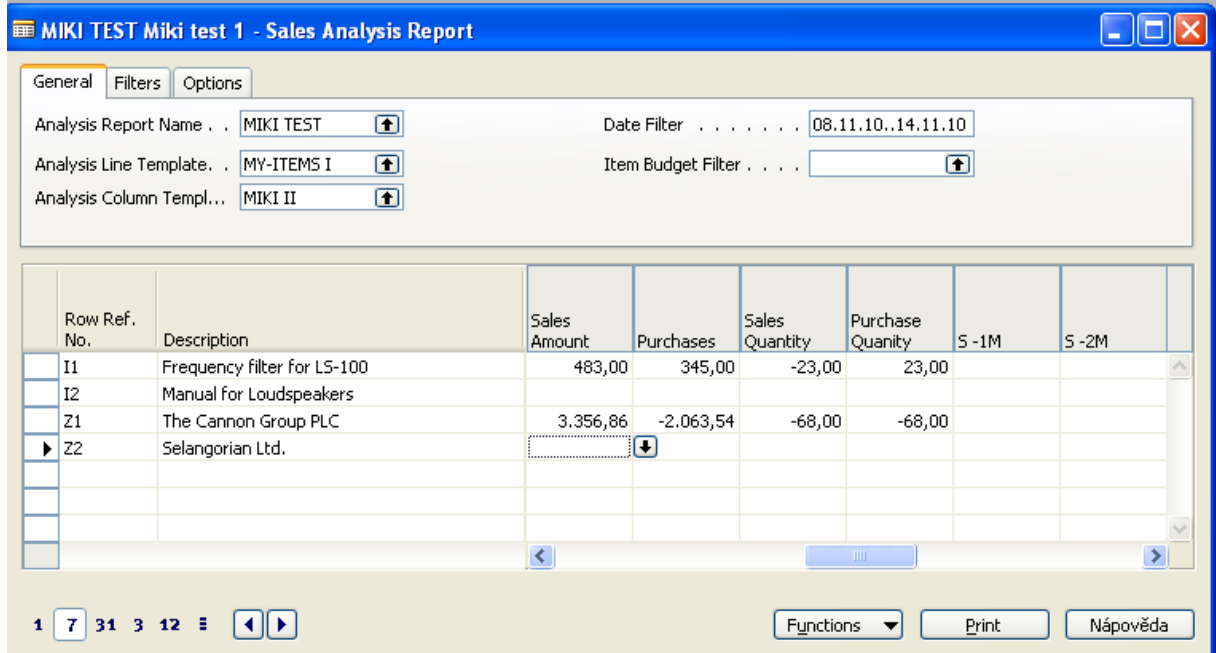 MIKI TEST Miki test 1 - Sales Analysis Report
General Filters Options
Analysis Report Name . . MIKI TEST Date Filter . . . . . . . 08.11.10..14.11.10
Analysis Line Template. . MY-ITEMS I Item Budget Filter . . . .
Analysis Column Templ... MIKI II
Row Ref. No. Description Sales Amount Purchases Sales Quantity Purchase Quanity S -1M S -2M
I1 Frequency filter for LS-100 483,00 345,00 -23,00 23,00
I2 Manual for Loudspeakers
Z1 The Cannon Group PLC 3.356,86 -2.063,54 -68,00 -68,00
Z2 Selangorian Ltd.
1 7 31 3 12 Functions Print Nápověda